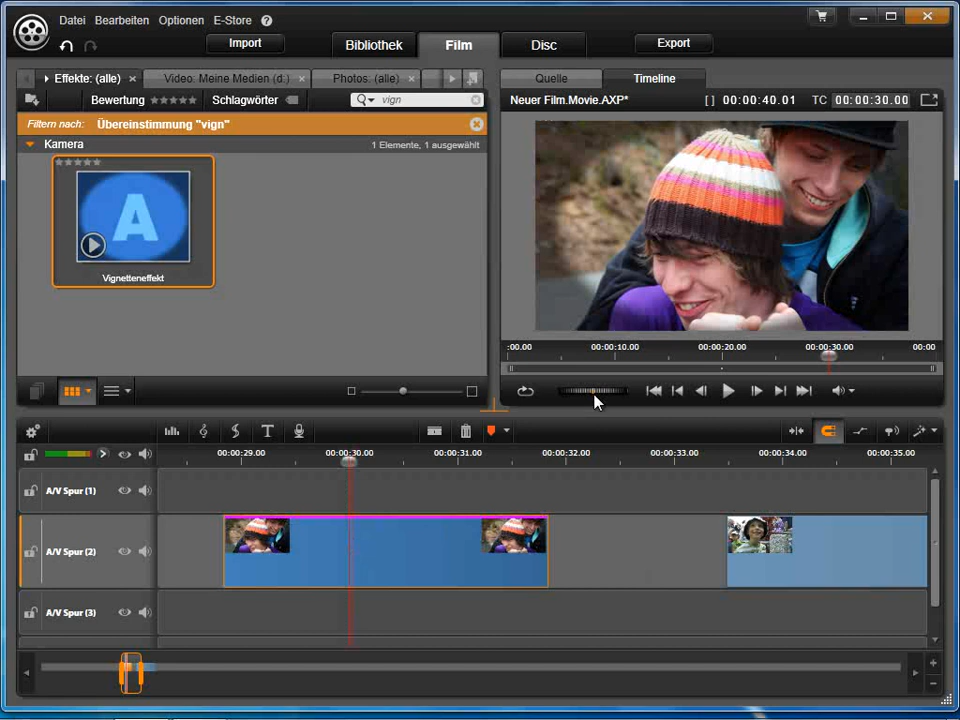 Datei Bearbeiten Optionen E-Store ?
Import Bibliothek Film Disc Export
Effekte: (alle) Video: Meine Medien (d:) Photos: (alle)
Quelle Timeline
Bewertung Schlagwörter vign
Neuer Film.Movie.AXP* [ ] 00:00:40.01 TC 00:00:30.00
Filtern nach: Übereinstimmung "vign"
Kamera 1 Elemente, 1 ausgewählt
A
Vignetteneffekt
:00.00 00:00:10.00 00:00:20.00 00:00:30.00 00:00
00:00:29.00 00:00:30.00 00:00:31.00 00:00:32.00 00:00:33.00 00:00:34.00 00:00:35.00
A/V Spur (1)
A/V Spur (2)
A/V Spur (3)